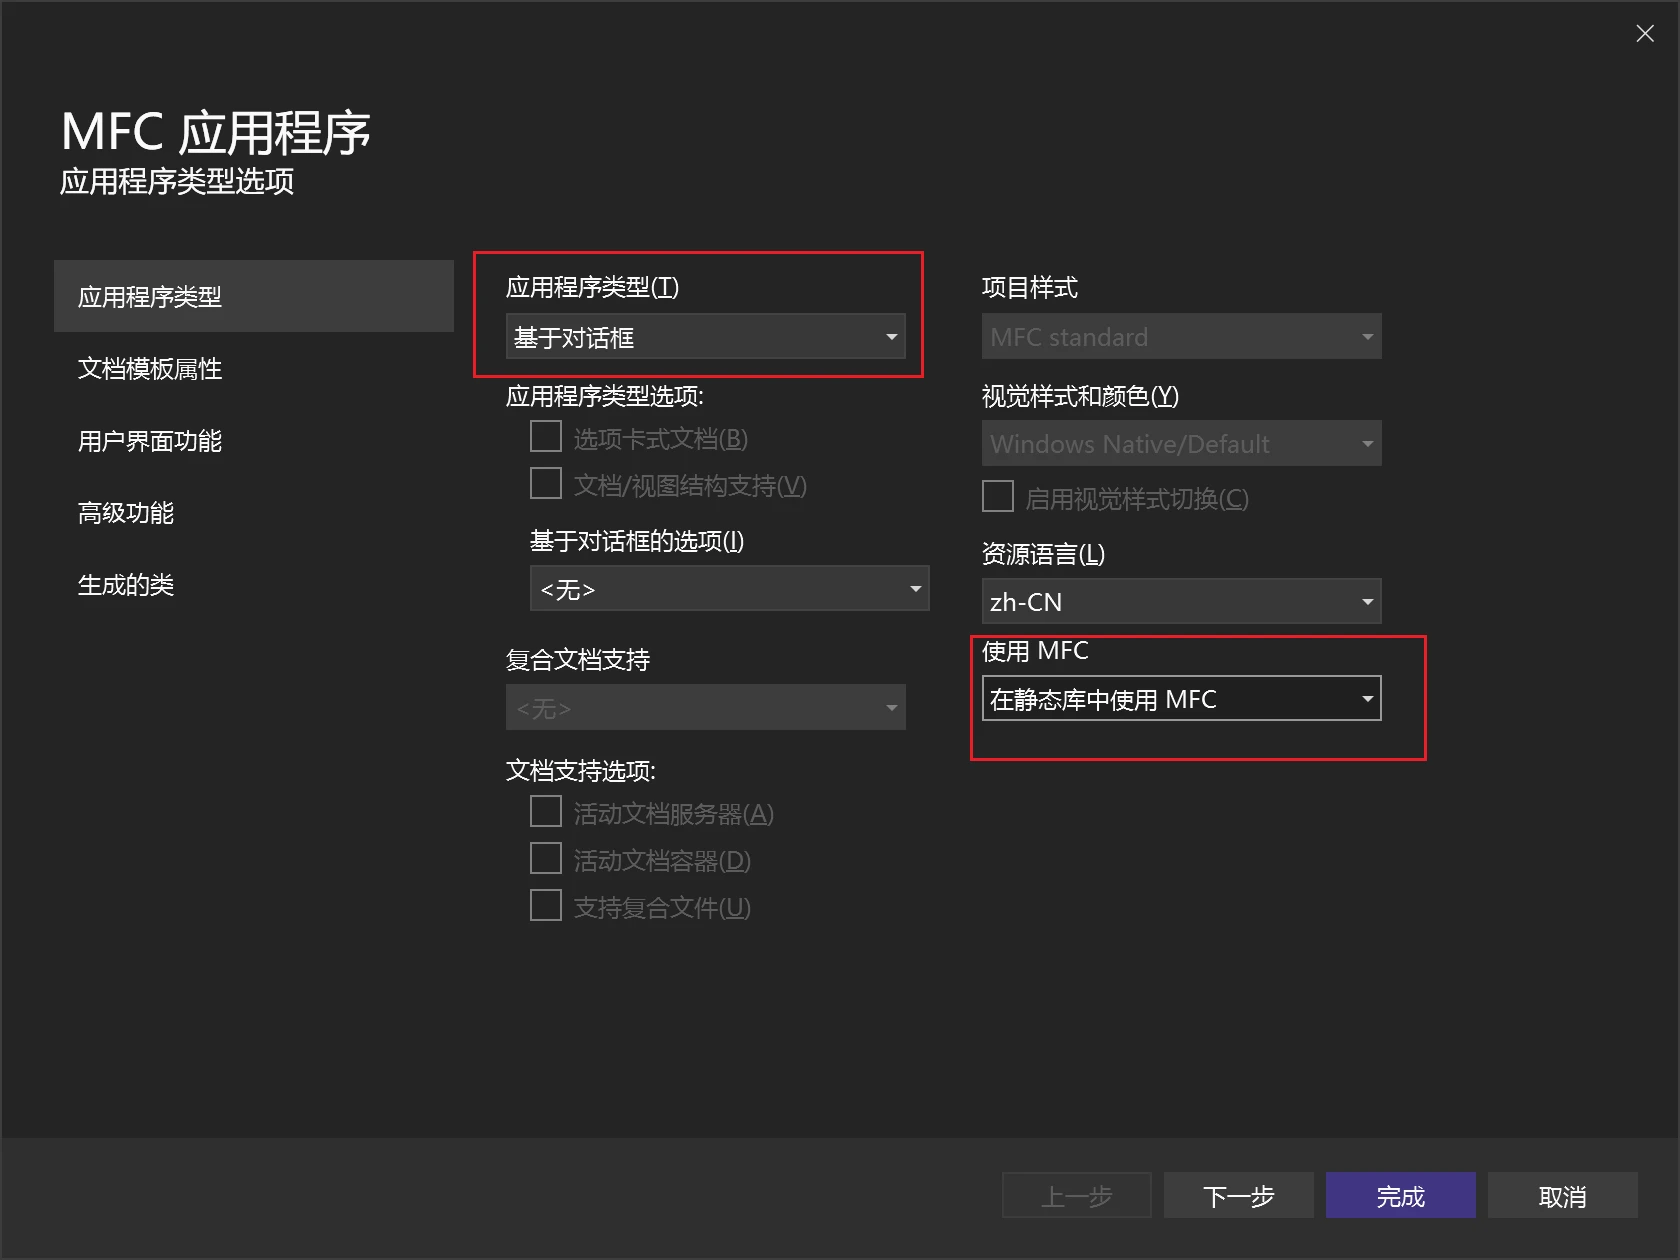 MFC 应用程序
应用程序类型选项
应用程序类型
文档模板属性
用户界面功能
高级功能
生成的类
应用程序类型(T)
基于对话框
应用程序类型选项:
选项卡式文档(B)
文档/视图结构支持(V)
基于对话框的选项(I)
<无>
复合文档支持
<无>
文档支持选项:
活动文档服务器(A)
活动文档容器(D)
支持复合文件(U)
项目样式
MFC standard
视觉样式和颜色(Y)
Windows Native/Default
启用视觉样式切换(C)
资源语言(L)
zh-CN
使用 MFC
在静态库中使用 MFC
上一步
下一步
完成
取消